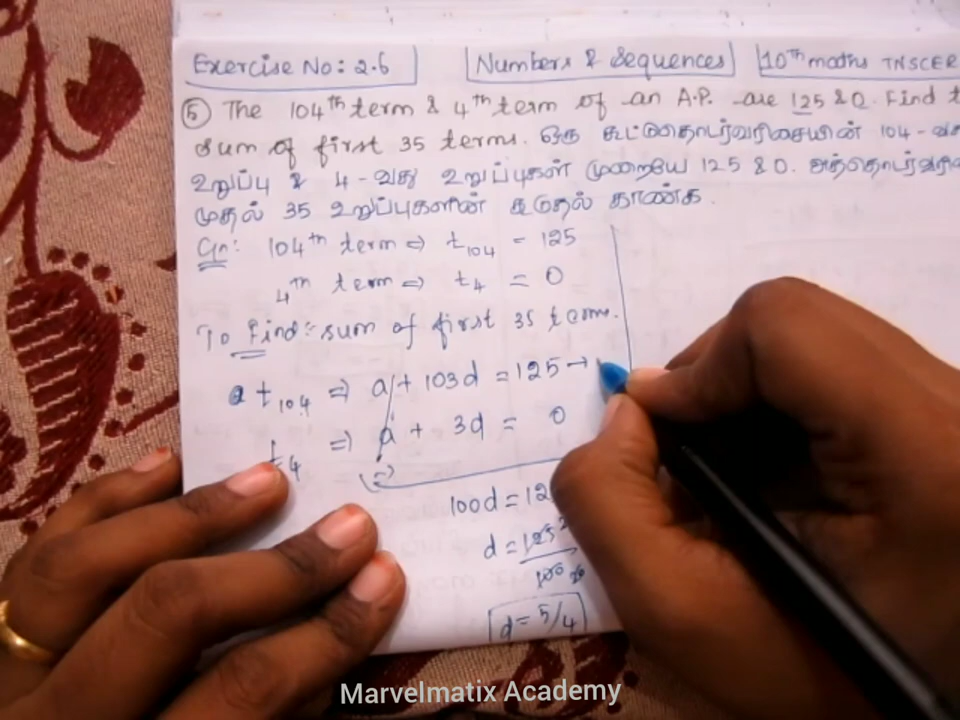 Exercise No: 2.6
Numbers & Sequences
10th maths TNSCER
⑤ The 104th term & 4th term of an A.P. are 125 & 0. Find t
sum of first 35 terms. ஒரு கூட்டுதொடர்வரிசையின் 104-வது
உறுப்பு & 4-வது உறுப்புகள் முறையே 125 & 0. அத்தொடர்வரி
முதல் 35 உறுப்புகளின் கூடுதல் காண்க.
Gn: 104th term ⇒ t₁₀₄ = 125
4th term ⇒ t₄ = 0
To Find: sum of first 35 terms.
t₁₀₄ ⇒ a + 103d = 125 →
t₄ ⇒ a + 3d = 0
100d = 12
d = 125
100
d = 5/4
Marvelmatix Academy